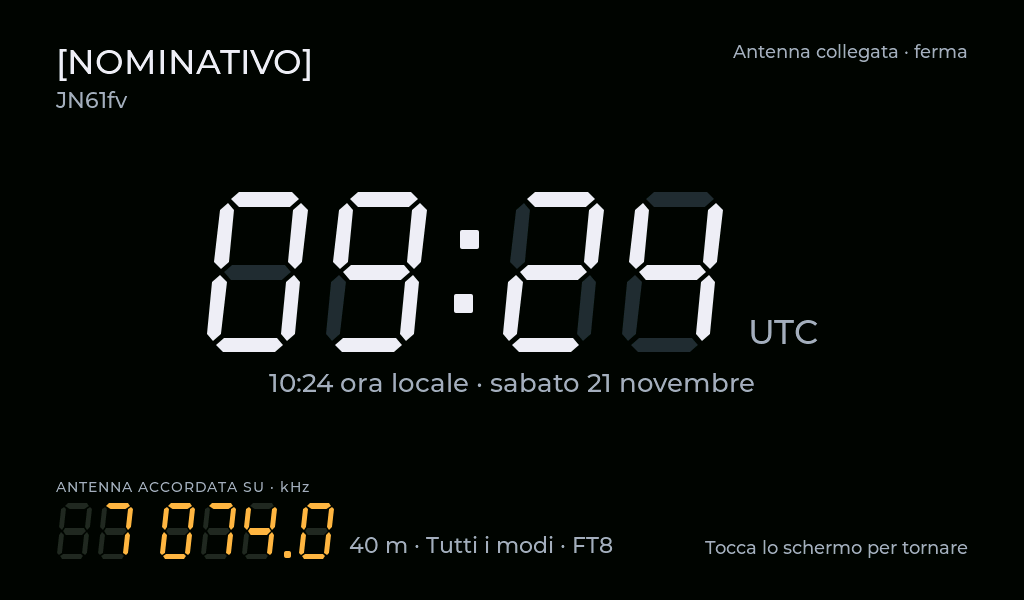 [NOMINATIVO]
Antenna collegata · ferma
JN61fv
09:24 UTC
10:24 ora locale · sabato 21 novembre
ANTENNA ACCORDATA SU · kHz
7 074.0 40 m · Tutti i modi · FT8
Tocca lo schermo per tornare